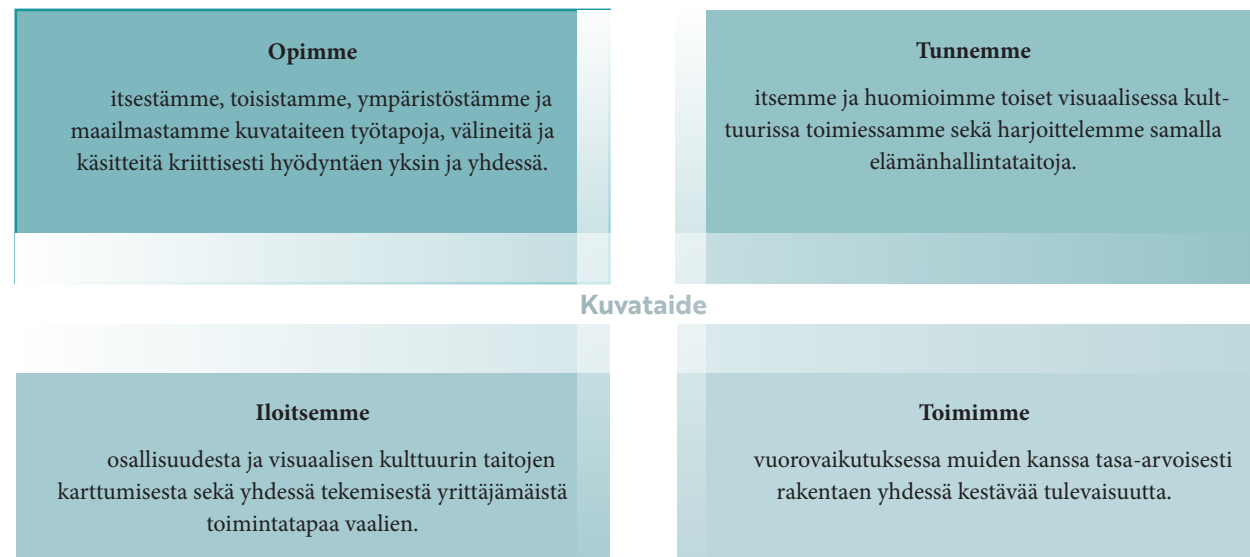 Opimme
itsestämme, toisistamme, ympäristöstämme ja
maailmastamme kuvataiteen työtapoja, välineitä ja
käsitteitä kriittisesti hyödyntäen yksin ja yhdessä.
Tunnemme
itsemme ja huomioimme toiset visuaalisessa kult-
tuurissa toimiessamme sekä harjoittelemme samalla
elämänhallintataitoja.
Kuvataide
Iloitsemme
osallisuudesta ja visuaalisen kulttuurin taitojen
karttumisesta sekä yhdessä tekemisestä yrittäjämäistä
toimintatapaa vaalien.
Toimimme
vuorovaikutuksessa muiden kanssa tasa-arvoisesti
rakentaen yhdessä kestävää tulevaisuutta.